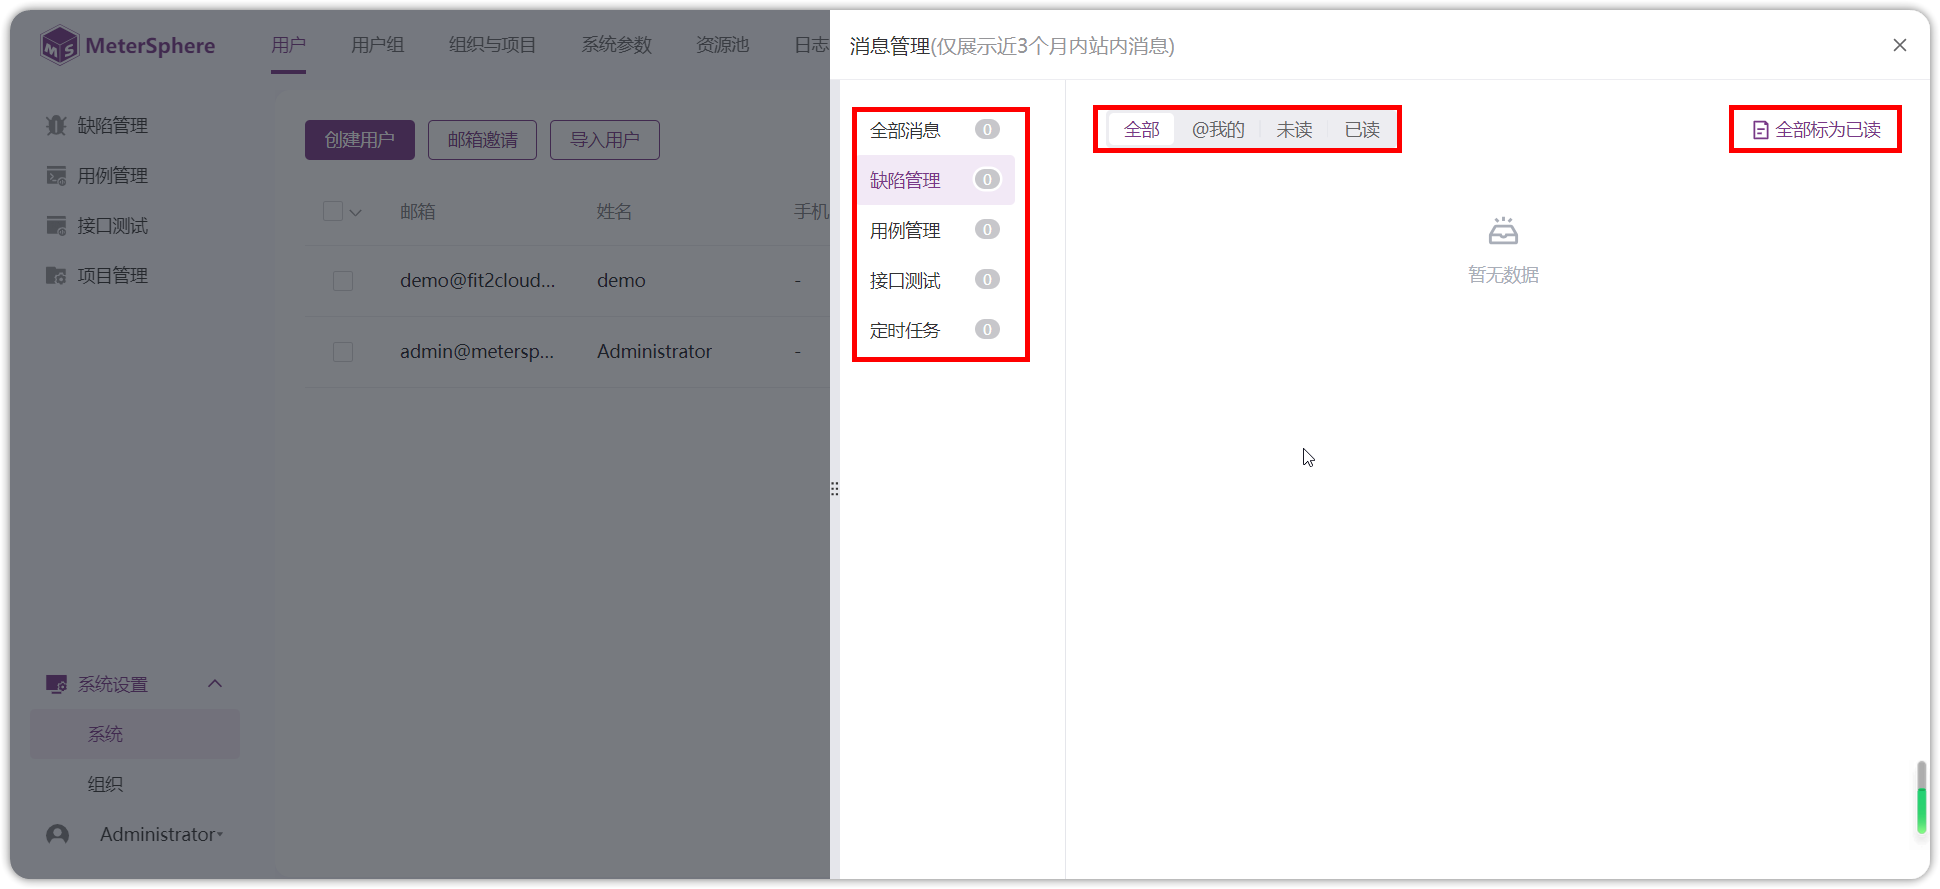 MeterSphere
用户
用户组
组织与项目
系统参数
资源池
日志
缺陷管理
用例管理
接口测试
项目管理
创建用户
邮箱邀请
导入用户
邮箱
姓名
手机
demo@fit2cloud...
demo
-
admin@metersp...
Administrator
-
系统设置
系统
组织
Administrator
消息管理(仅展示近3个月内站内消息)
全部消息 0
缺陷管理 0
用例管理 0
接口测试 0
定时任务 0
全部
@我的
未读
已读
全部标为已读
暂无数据